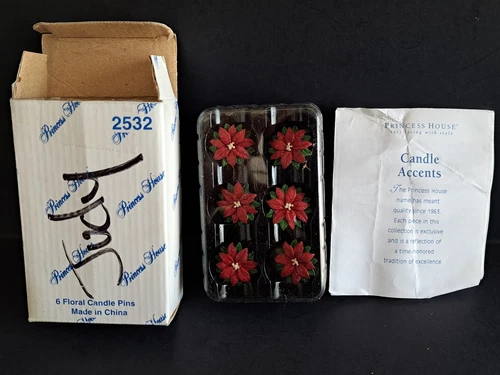 Princess House
2532
Judy
Princess House
Princess House
Princess House
Princess House
6 Floral Candle Pins
Made in China
PRINCESS HOUSE
Candle
Accents
The Princess House
name has meant
quality since 1963.
Each piece in this
collection is exclusive
and is a reflection of
a time-honored
tradition of excellence.